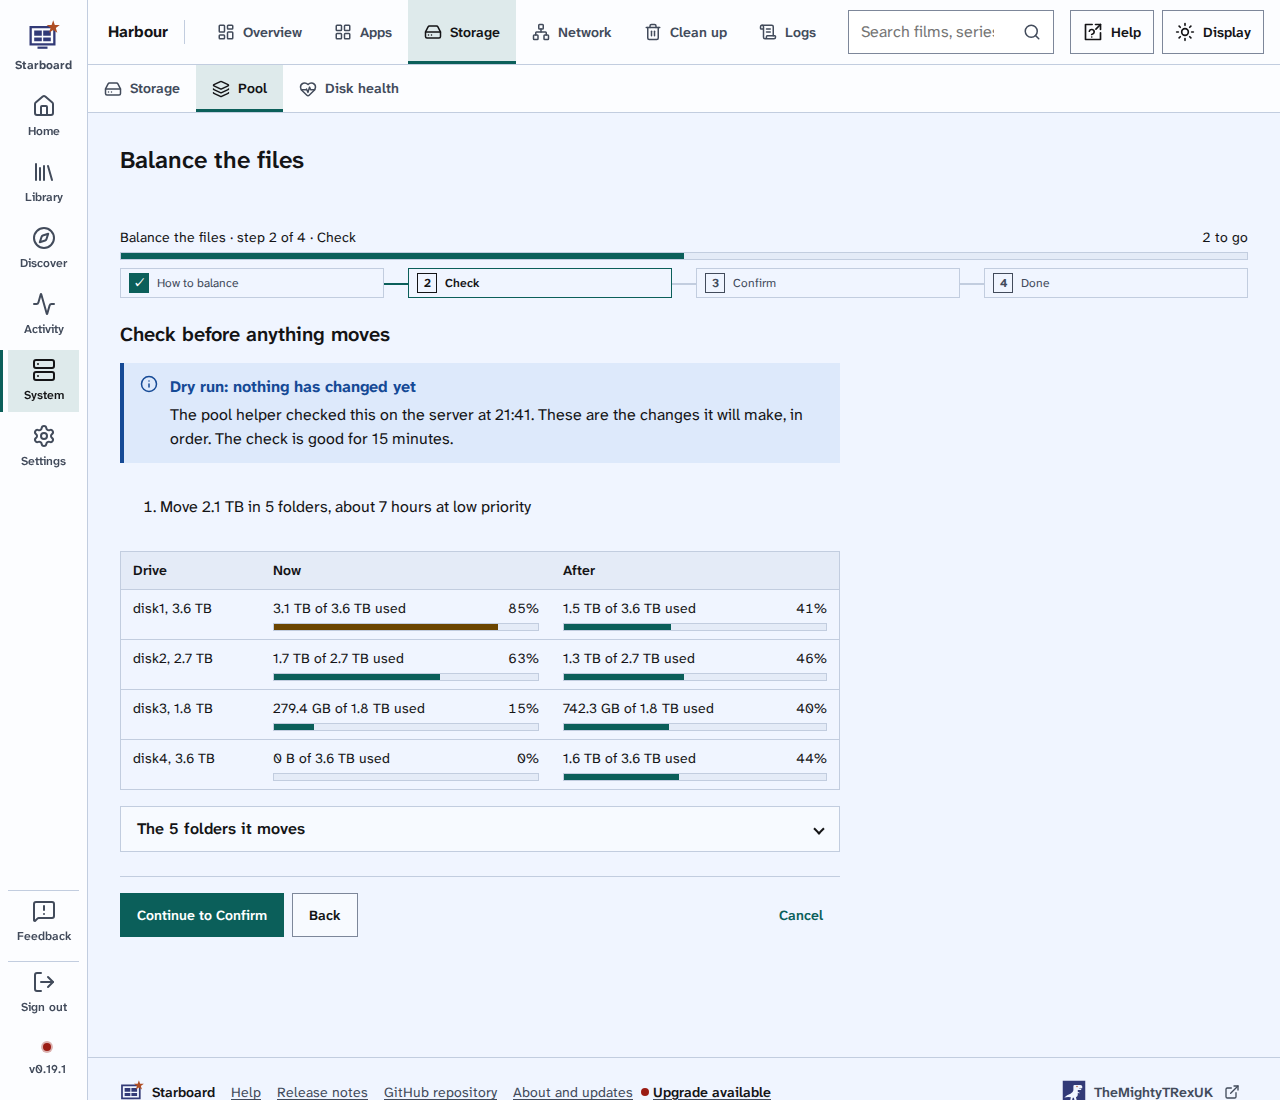 Starboard
Home
Library
Discover
Activity
System
Settings
Feedback
Sign out
v0.19.1
Harbour
Overview
Apps
Storage
Network
Clean up
Logs
Search films, series
Help
Display
Storage
Pool
Disk health
Balance the files
Balance the files · step 2 of 4 · Check
2 to go
✓ How to balance
2 Check
3 Confirm
4 Done
Check before anything moves
Dry run: nothing has changed yet
The pool helper checked this on the server at 21:41. These are the changes it will make, in
order. The check is good for 15 minutes.
1. Move 2.1 TB in 5 folders, about 7 hours at low priority
Drive Now After
disk1, 3.6 TB 3.1 TB of 3.6 TB used 85% 1.5 TB of 3.6 TB used 41%
disk2, 2.7 TB 1.7 TB of 2.7 TB used 63% 1.3 TB of 2.7 TB used 46%
disk3, 1.8 TB 279.4 GB of 1.8 TB used 15% 742.3 GB of 1.8 TB used 40%
disk4, 3.6 TB 0 B of 3.6 TB used 0% 1.6 TB of 3.6 TB used 44%
The 5 folders it moves
Continue to Confirm
Back
Cancel
Starboard Help Release notes GitHub repository About and updates Upgrade available TheMightyTRexUK